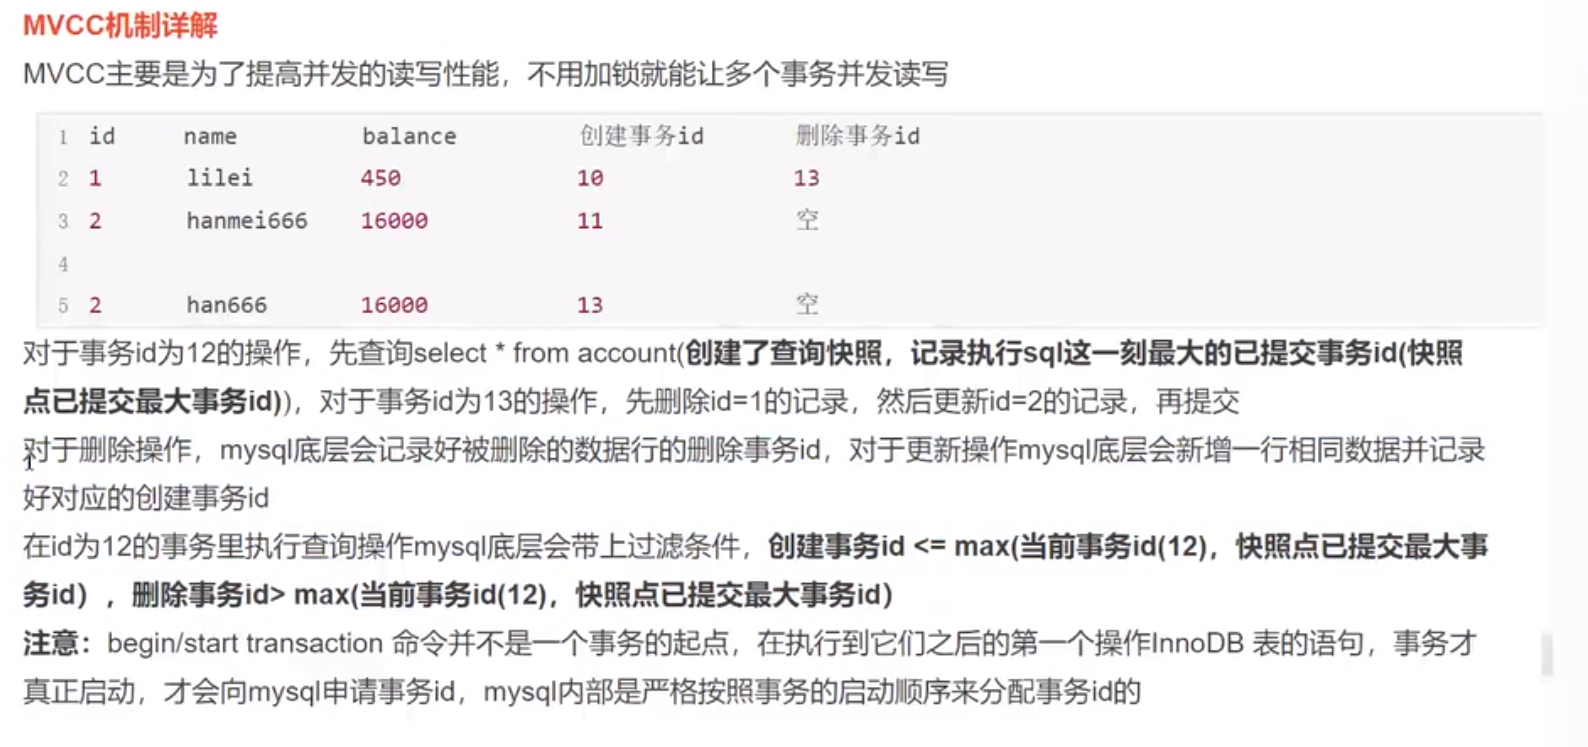 MVCC机制详解
MVCC主要是为了提高并发的读写性能，不用加锁就能让多个事务并发读写
1 id name balance 创建事务id 删除事务id
2 1 lilei 450 10 13
3 2 hanmei666 16000 11 空
4
5 2 han666 16000 13 空
对于事务id为12的操作，先查询select * from account(创建了查询快照，记录执行sql这一刻最大的已提交事务id(快照
点已提交最大事务id))，对于事务id为13的操作，先删除id=1的记录，然后更新id=2的记录，再提交
对于删除操作，mysql底层会记录好被删除的数据行的删除事务id，对于更新操作mysql底层会新增一行相同数据并记录
好对应的创建事务id
在id为12的事务里执行查询操作mysql底层会带上过滤条件，创建事务id <= max(当前事务id(12)，快照点已提交最大事
务id），删除事务id> max(当前事务id(12)，快照点已提交最大事务id)
注意：begin/start transaction 命令并不是一个事务的起点，在执行到它们之后的第一个操作InnoDB 表的语句，事务才
真正启动，才会向mysql申请事务id，mysql内部是严格按照事务的启动顺序来分配事务id的